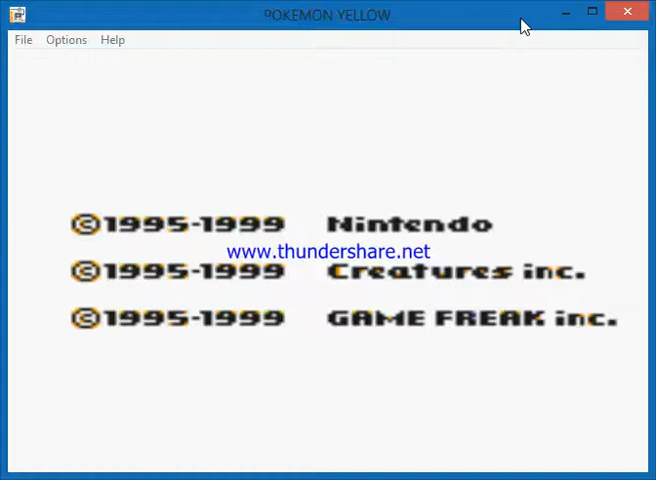 POKEMON YELLOW
File Options Help
©1995-1999 Nintendo
www.thundershare.net
©1995-1999 Creatures inc.
©1995-1999 GAME FREAK inc.